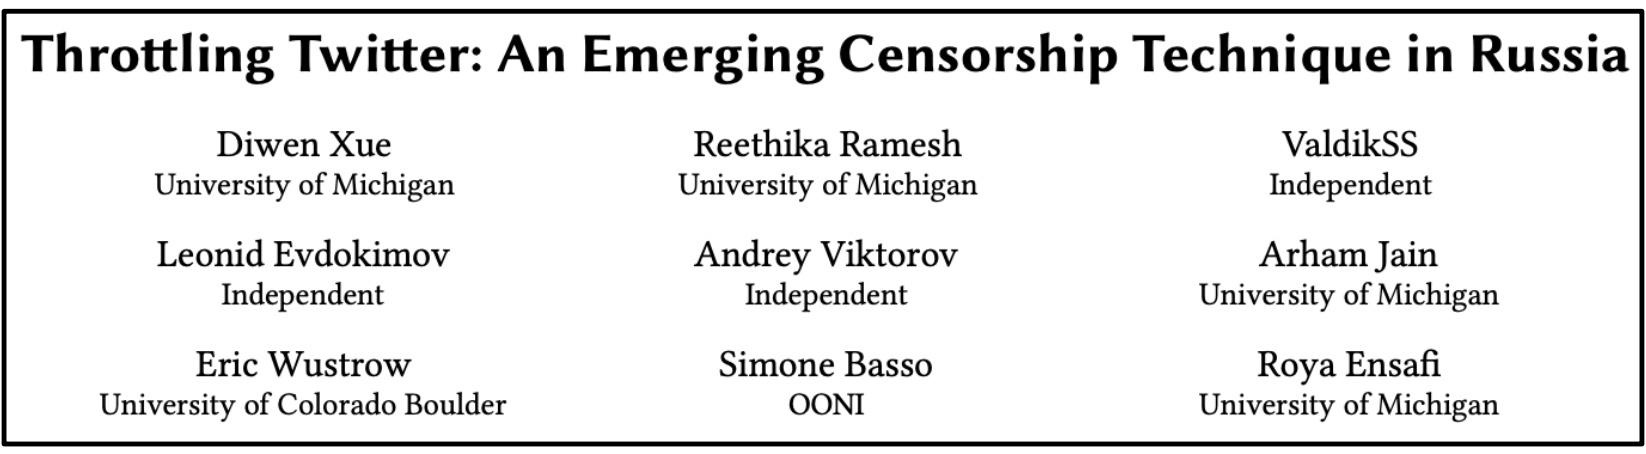 Throttling Twitter: An Emerging Censorship Technique in Russia
Diwen Xue
University of Michigan
Reethika Ramesh
University of Michigan
ValdikSS
Independent
Leonid Evdokimov
Independent
Andrey Viktorov
Independent
Arham Jain
University of Michigan
Eric Wustrow
University of Colorado Boulder
Simone Basso
OONI
Roya Ensafi
University of Michigan